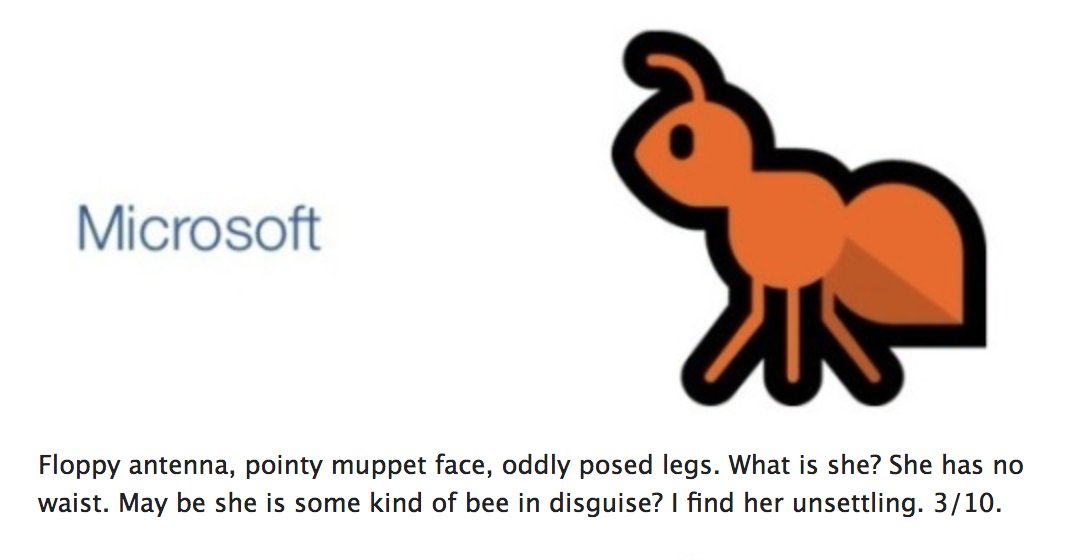 Microsoft
Floppy antenna, pointy muppet face, oddly posed legs. What is she? She has no
waist. May be she is some kind of bee in disguise? I find her unsettling. 3/10.